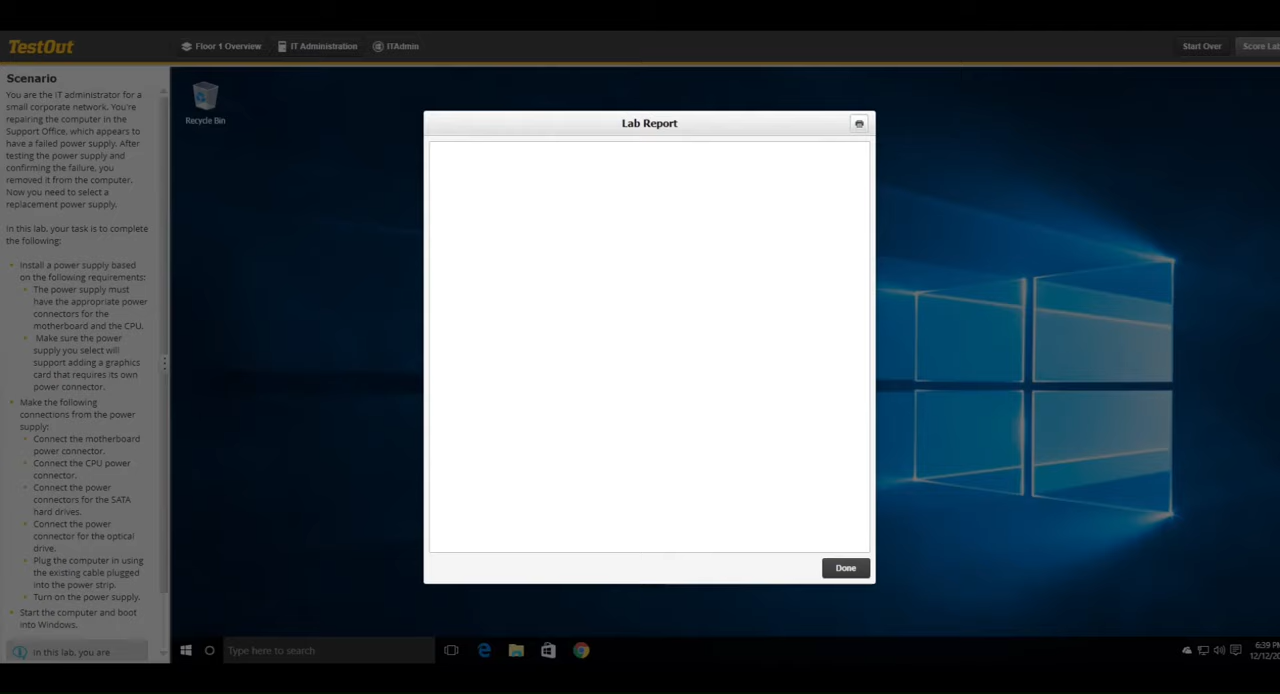 TestOut
Floor 1 Overview
IT Administration
ITAdmin
Start Over
Score Lab
Scenario
You are the IT administrator for a
small corporate network. You're
repairing the computer in the
Support Office, which appears to
have a failed power supply. After
testing the power supply and
confirming the failure, you
removed it from the computer.
Now you need to select a
replacement power supply.
In this lab, your task is to complete
the following:
Install a power supply based
on the following requirements:
The power supply must
have the appropriate power
connectors for the
motherboard and the CPU.
Make sure the power
supply you select will
support adding a graphics
card that requires its own
power connector.
Make the following
connections from the power
supply:
Connect the motherboard
power connector.
Connect the CPU power
connector.
Connect the power
connectors for the SATA
hard drives.
Connect the power
connector for the optical
drive.
Plug the computer in using
the existing cable plugged
into the power strip.
Turn on the power supply.
Start the computer and boot
into Windows.
In this lab, you are
Recycle Bin
Lab Report
Done
Type here to search
6:39 PM
12/12/20